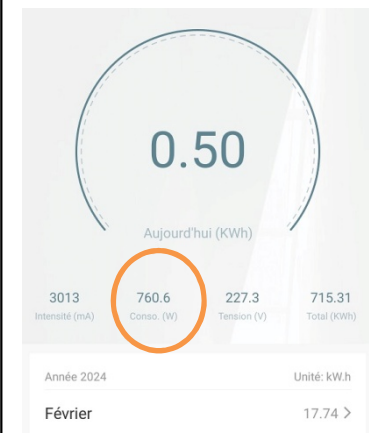 0.50
Aujourd'hui (KWh)
3013 760.6 227.3 715.31
Intensité (mA) Conso. (W) Tension (V) Total (KWh)
Année 2024 Unité: kW.h
Février 17.74 >